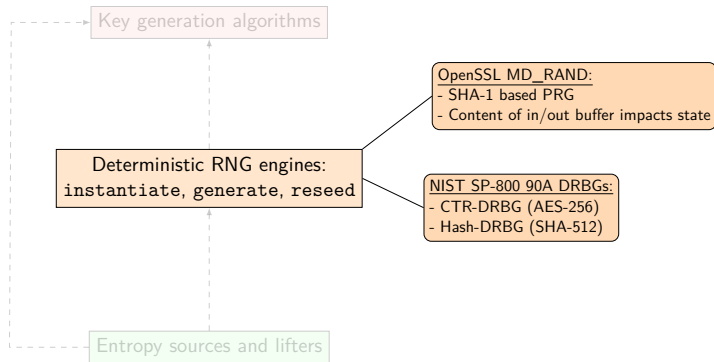 Key generation algorithms
OpenSSL MD_RAND:
- SHA-1 based PRG
- Content of in/out buffer impacts state
Deterministic RNG engines:
instantiate, generate, reseed
NIST SP-800 90A DRBGs:
- CTR-DRBG (AES-256)
- Hash-DRBG (SHA-512)
Entropy sources and lifters